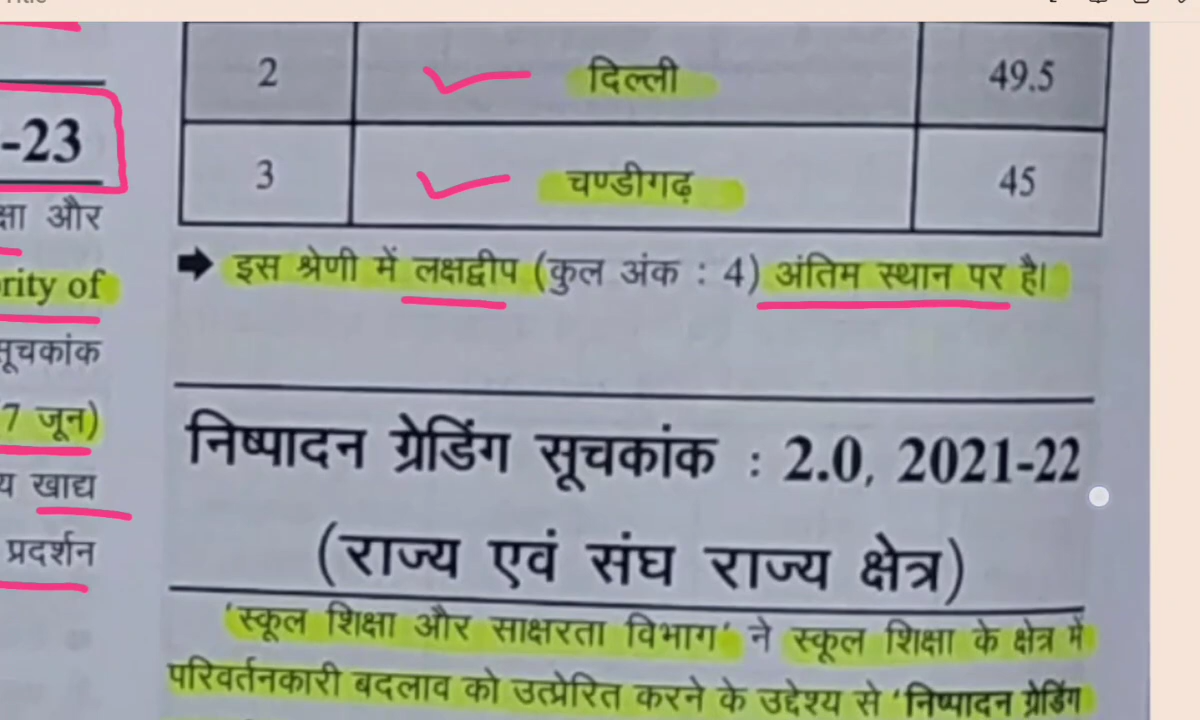 -23
और
rity of
सूचकांक
7 जून)
खाद्य
प्रदर्शन
2 दिल्ली 49.5
3 चण्डीगढ़ 45
➡ इस श्रेणी में लक्षद्वीप (कुल अंक : 4) अंतिम स्थान पर है।
निष्पादन ग्रेडिंग सूचकांक : 2.0, 2021-22
(राज्य एवं संघ राज्य क्षेत्र)
'स्कूल शिक्षा और साक्षरता विभाग' ने स्कूल शिक्षा के क्षेत्र में
परिवर्तनकारी बदलाव को उत्प्रेरित करने के उद्देश्य से 'निष्पादन ग्रेडिंग